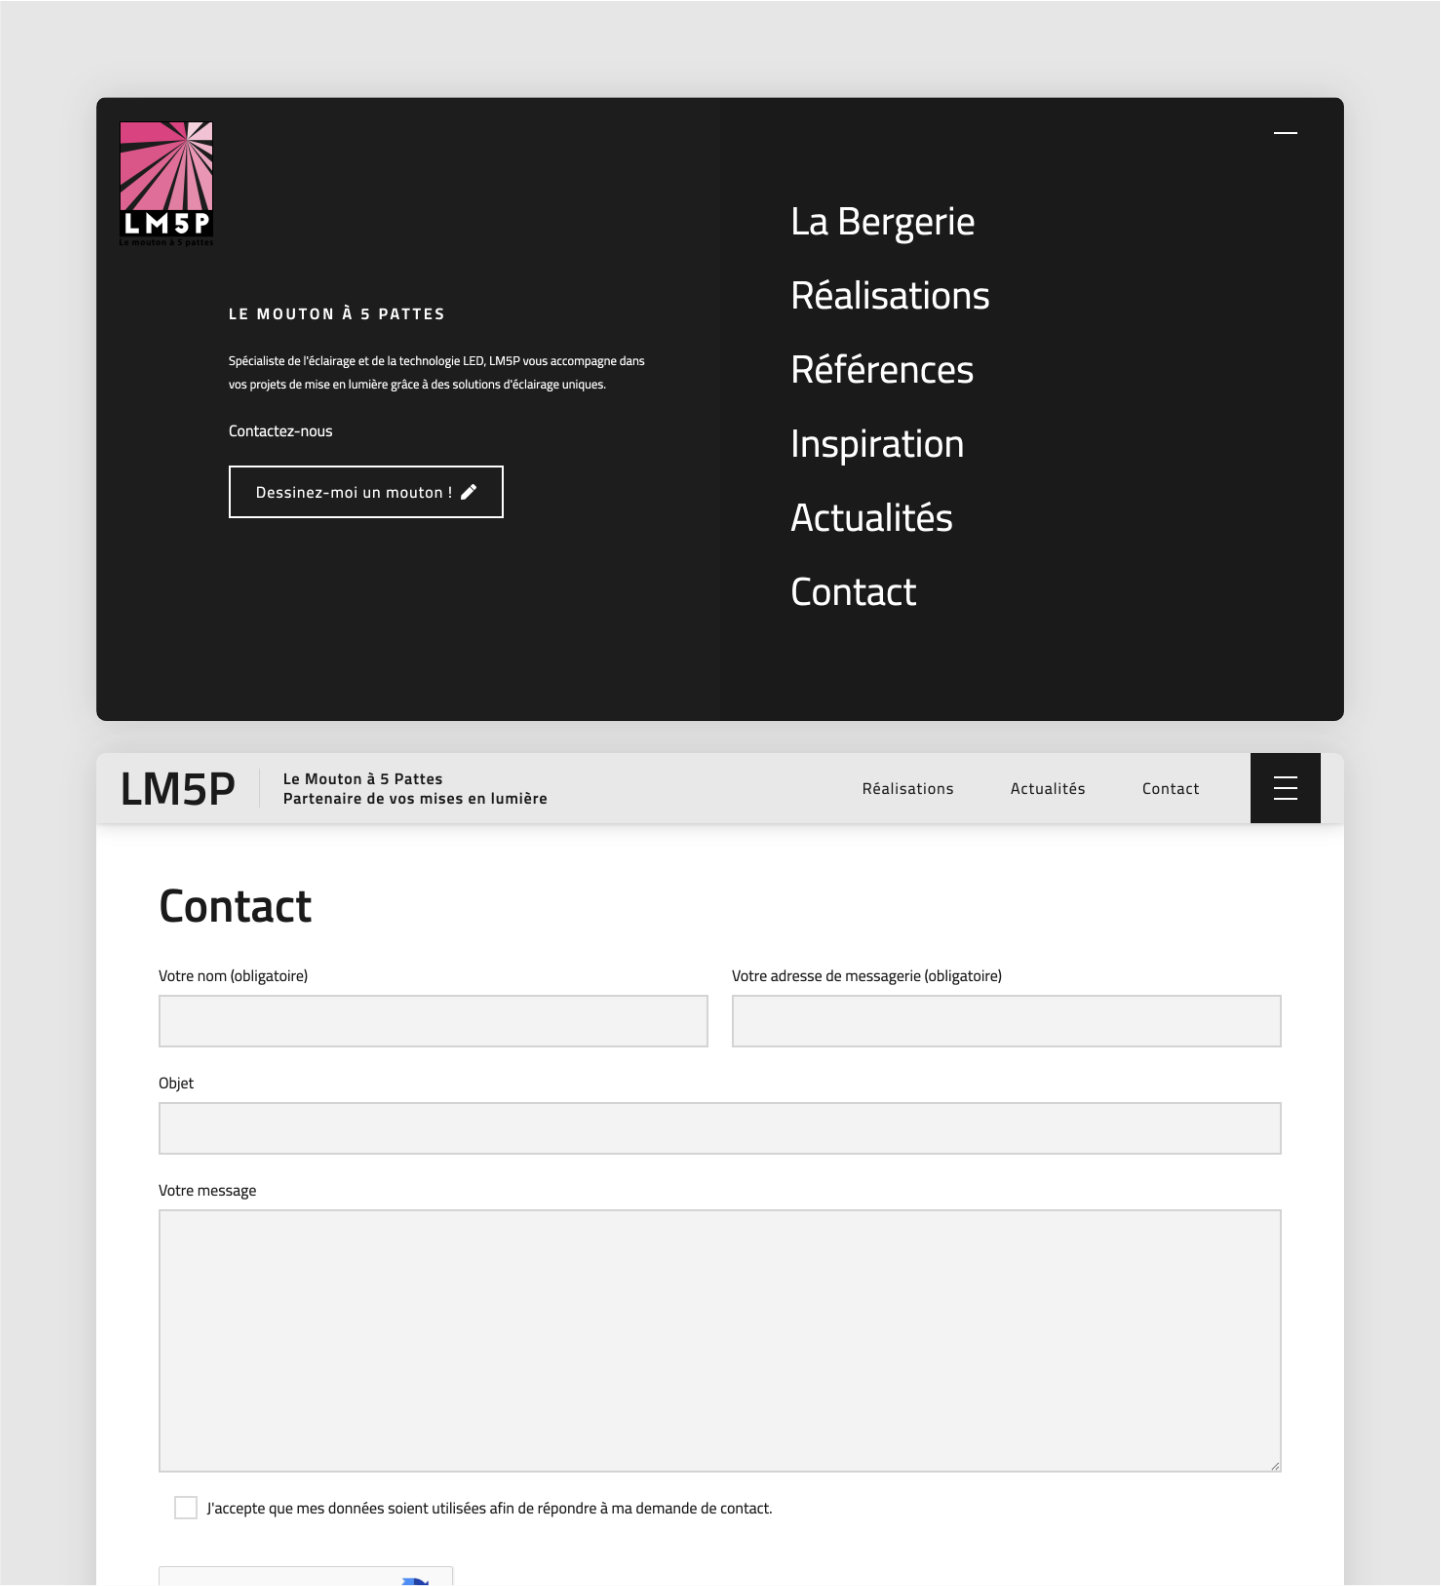 LM5P
Le mouton à 5 pattes
LE MOUTON À 5 PATTES
Spécialiste de l'éclairage et de la technologie LED, LM5P vous accompagne dans
vos projets de mise en lumière grâce à des solutions d'éclairage uniques.
Contactez-nous
Dessinez-moi un mouton !
La Bergerie
Réalisations
Références
Inspiration
Actualités
Contact
LM5P
Le Mouton à 5 Pattes
Partenaire de vos mises en lumière
Réalisations
Actualités
Contact
Contact
Votre nom (obligatoire)
Votre adresse de messagerie (obligatoire)
Objet
Votre message
J'accepte que mes données soient utilisées afin de répondre à ma demande de contact.